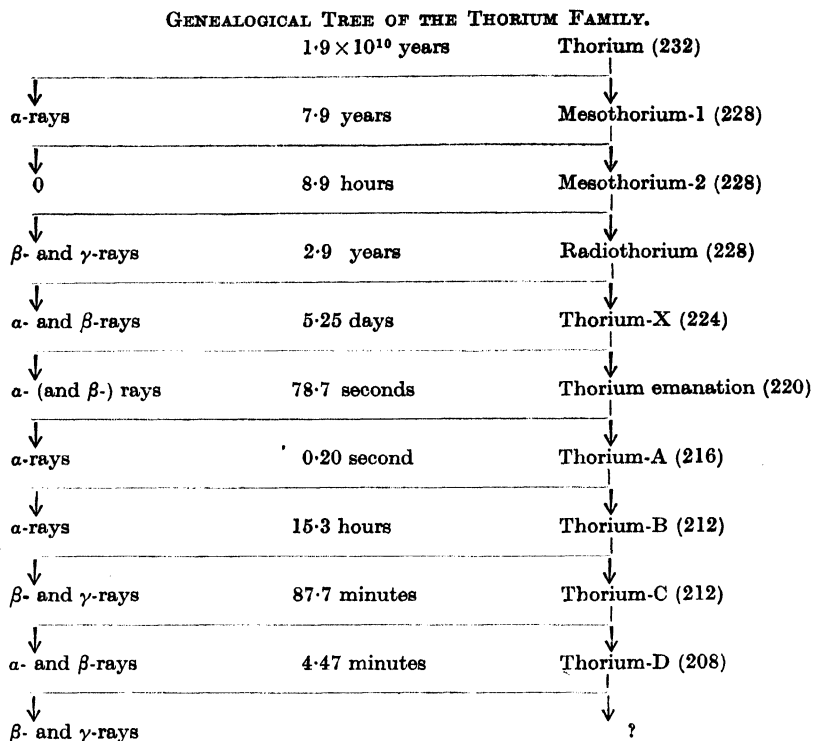 GENEALOGICAL TREE OF THE THORIUM FAMILY.
1·9 × 10¹⁰ years Thorium (232)
α-rays 7·9 years Mesothorium-1 (228)
0 8·9 hours Mesothorium-2 (228)
β- and γ-rays 2·9 years Radiothorium (228)
α- and β-rays 5·25 days Thorium-X (224)
α- (and β-) rays 78·7 seconds Thorium emanation (220)
α-rays 0·20 second Thorium-A (216)
α-rays 15·3 hours Thorium-B (212)
β- and γ-rays 87·7 minutes Thorium-C (212)
α- and β-rays 4·47 minutes Thorium-D (208)
β- and γ-rays ?